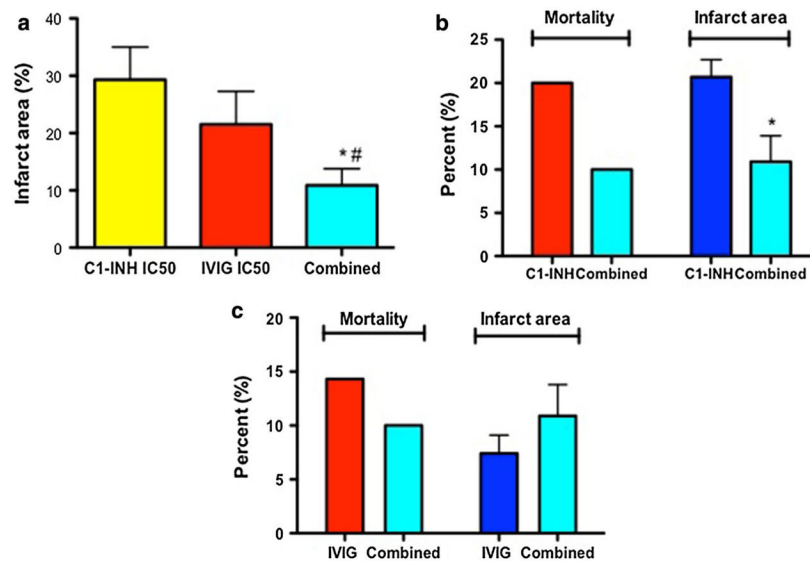 a
Infarct area (%)
40
30
20
10
0
*#
C1-INH IC50 IVIG IC50 Combined
b
Mortality Infarct area
Percent (%)
25
20
15
10
5
0
*
C1-INH Combined C1-INH Combined
c
Mortality Infarct area
Percent (%)
20
15
10
5
0
IVIG Combined IVIG Combined